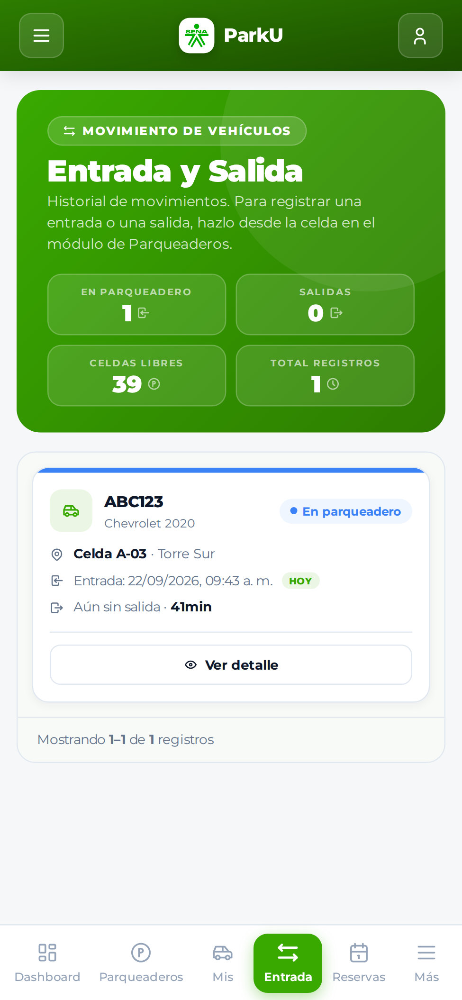 SENA
ParkU
MOVIMIENTO DE VEHÍCULOS
Entrada y Salida
Historial de movimientos. Para registrar una
entrada o una salida, hazlo desde la celda en el
módulo de Parqueaderos.
EN PARQUEADERO
1
SALIDAS
0
CELDAS LIBRES
39
TOTAL REGISTROS
1
ABC123
Chevrolet 2020
En parqueadero
Celda A-03 · Torre Sur
Entrada: 22/09/2026, 09:43 a. m. HOY
Aún sin salida · 41min
Ver detalle
Mostrando 1–1 de 1 registros
Dashboard
Parqueaderos
Mis
Entrada
Reservas
Más